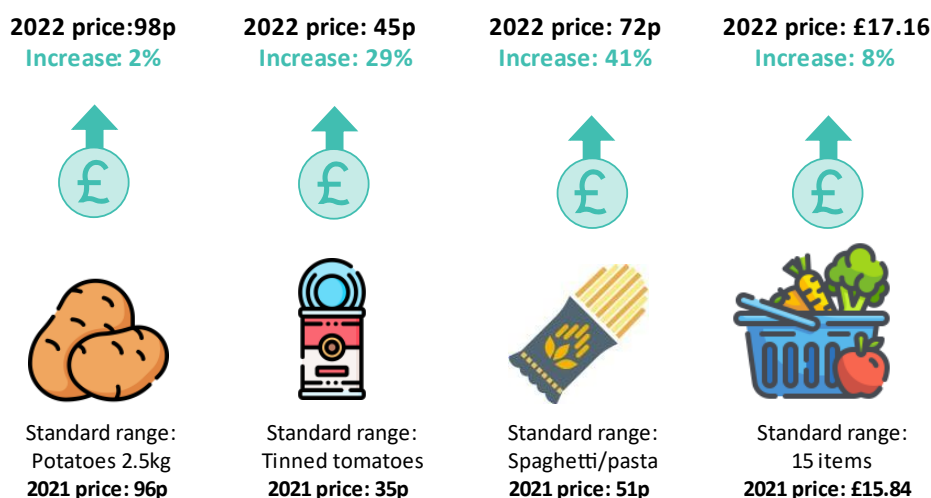 2022 price:98p
Increase: 2%
2022 price: 45p
Increase: 29%
2022 price: 72p
Increase: 41%
2022 price: £17.16
Increase: 8%
£
£
£
£
Standard range:
Potatoes 2.5kg
2021 price: 96p
Standard range:
Tinned tomatoes
2021 price: 35p
Standard range:
Spaghetti/pasta
2021 price: 51p
Standard range:
15 items
2021 price: £15.84